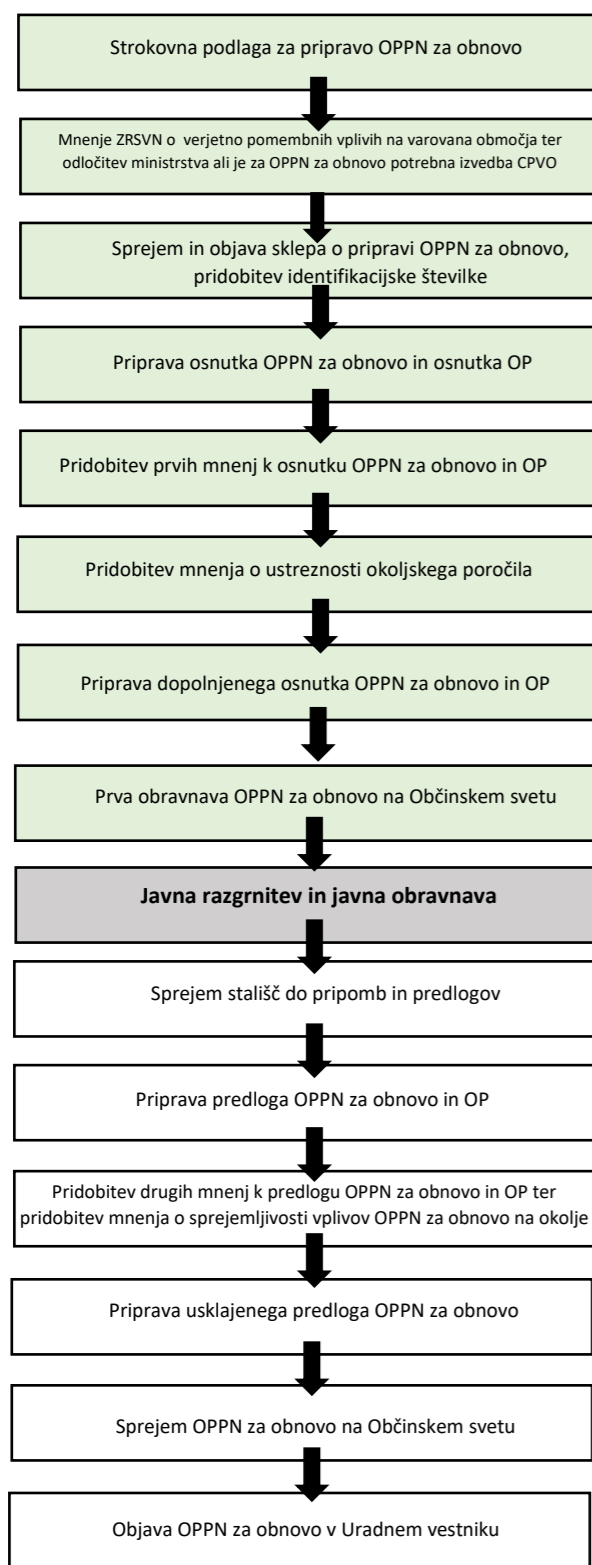 Strokovna podlaga za pripravo OPPN za obnovo
Mnenje ZRSVN o verjetno pomembnih vplivih na varovana območja ter
odločitev ministrstva ali je za OPPN za obnovo potrebna izvedba CPVO
Sprejem in objava sklepa o pripravi OPPN za obnovo,
pridobitev identifikacijske številke
Priprava osnutka OPPN za obnovo in osnutka OP
Pridobitev prvih mnenj k osnutku OPPN za obnovo in OP
Pridobitev mnenja o ustreznosti okoljskega poročila
Priprava dopolnjenega osnutka OPPN za obnovo in OP
Prva obravnava OPPN za obnovo na Občinskem svetu
Javna razgrnitev in javna obravnava
Sprejem stališč do pripomb in predlogov
Priprava predloga OPPN za obnovo in OP
Pridobitev drugih mnenj k predlogu OPPN za obnovo in OP ter
pridobitev mnenja o sprejemljivosti vplivov OPPN za obnovo na okolje
Priprava usklajenega predloga OPPN za obnovo
Sprejem OPPN za obnovo na Občinskem svetu
Objava OPPN za obnovo v Uradnem vestniku